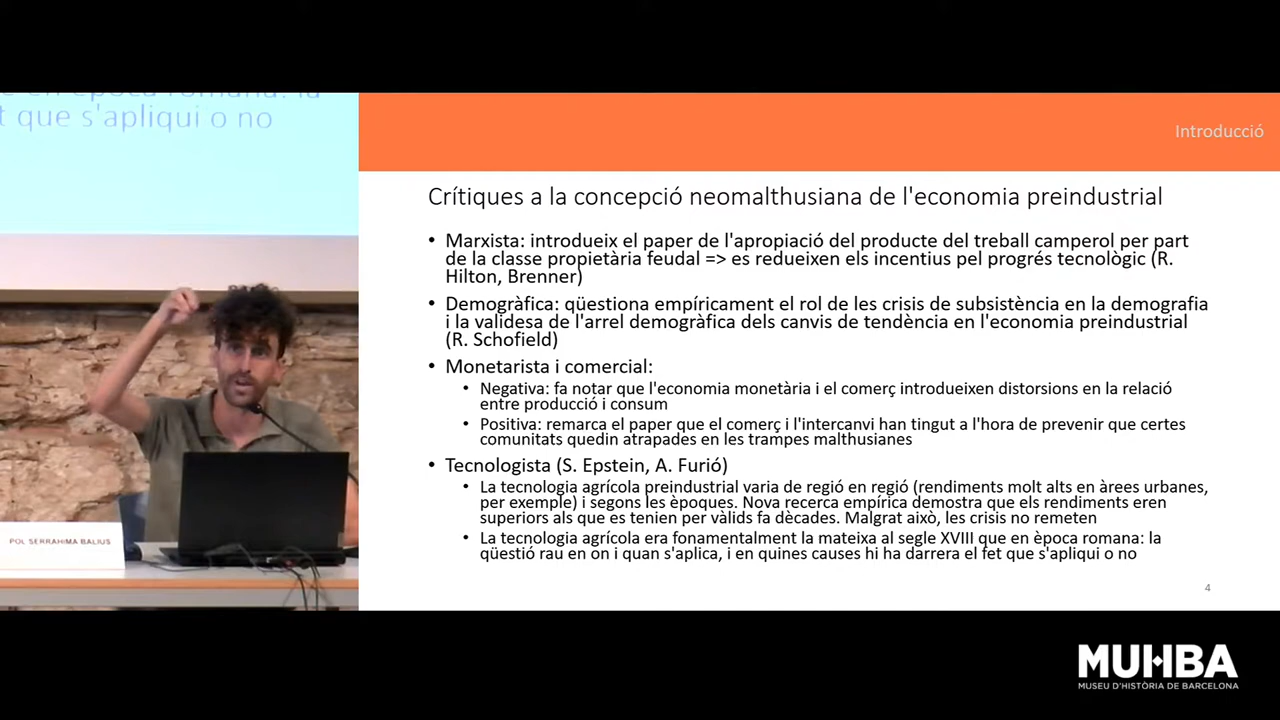 s'apliqui o no
t que s'apliqui o no
Introducció
Crítiques a la concepció neomalthusiana de l'economia preindustrial
• Marxista: introdueix el paper de l'apropiació del producte del treball camperol per part
de la classe propietària feudal => es redueixen els incentius pel progrés tecnològic (R.
Hilton, Brenner)
• Demogràfica: qüestiona empíricament el rol de les crisis de subsistència en la demografia
i la validesa de l'arrel demogràfica dels canvis de tendència en l'economia preindustrial
(R. Schofield)
• Monetarista i comercial:
• Negativa: fa notar que l'economia monetària i el comerç introdueixen distorsions en la relació
entre producció i consum
• Positiva: remarca el paper que el comerç i l'intercanvi han tingut a l'hora de prevenir que certes
comunitats quedin atrapades en les trampes malthusianes
• Tecnologista (S. Epstein, A. Furió)
• La tecnologia agrícola preindustrial varia de regió en regió (rendiments molt alts en àrees urbanes,
per exemple) i segons les èpoques. Nova recerca empírica demostra que els rendiments eren
superiors als que es tenien per vàlids fa dècades. Malgrat això, les crisis no remeten
• La tecnologia agrícola era fonamentalment la mateixa al segle XVIII que en època romana: la
qüestió rau en on i quan s'aplica, i en quines causes hi ha darrera el fet que s'apliqui o no
4
POL SERRAHIMA BALIUS
MUHBA
MUSEU D'HISTÒRIA DE BARCELONA